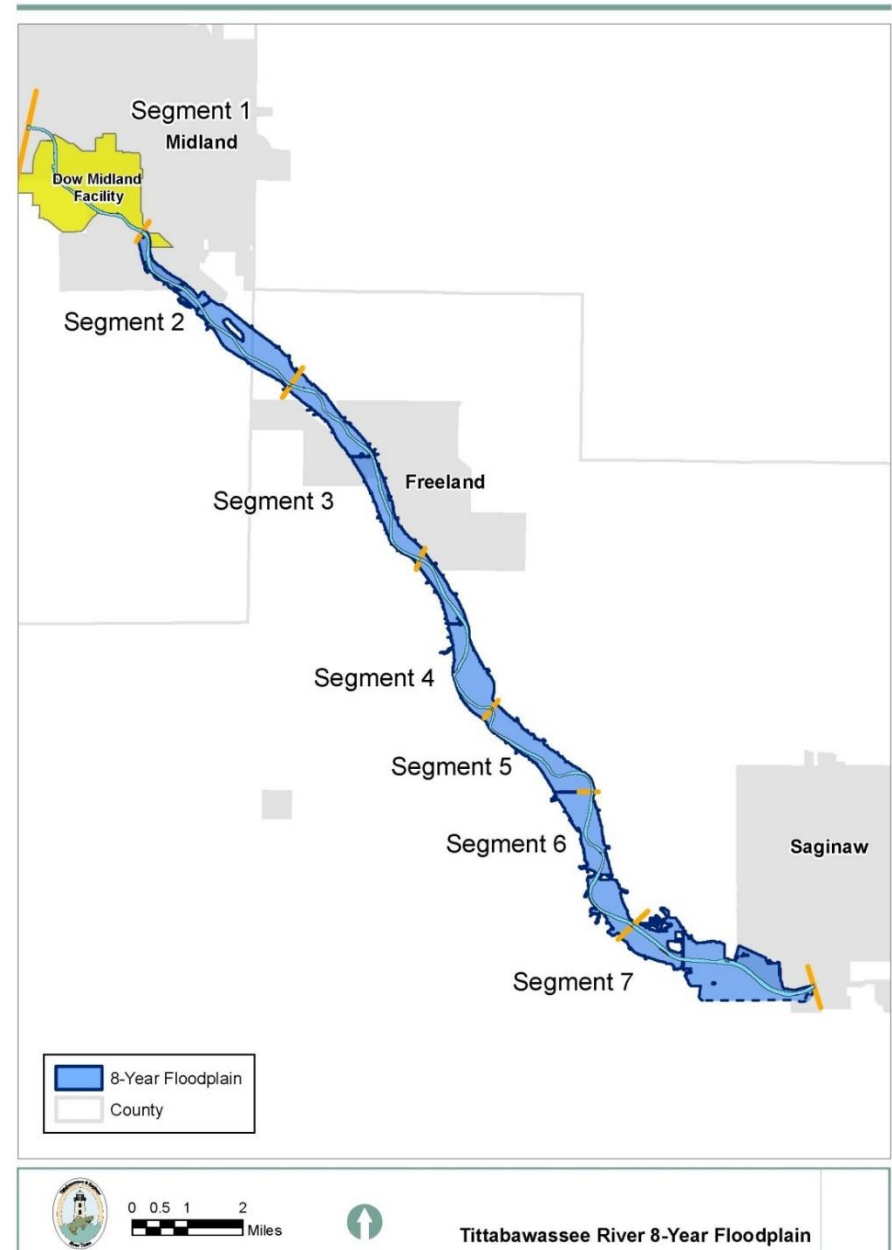 Segment 1
Midland
Dow Midland
Facility
Segment 2
Segment 3
Freeland
Segment 4
Segment 5
Segment 6
Saginaw
Segment 7
8-Year Floodplain
County
0 0.5 1 2
Miles
Tittabawassee River 8-Year Floodplain